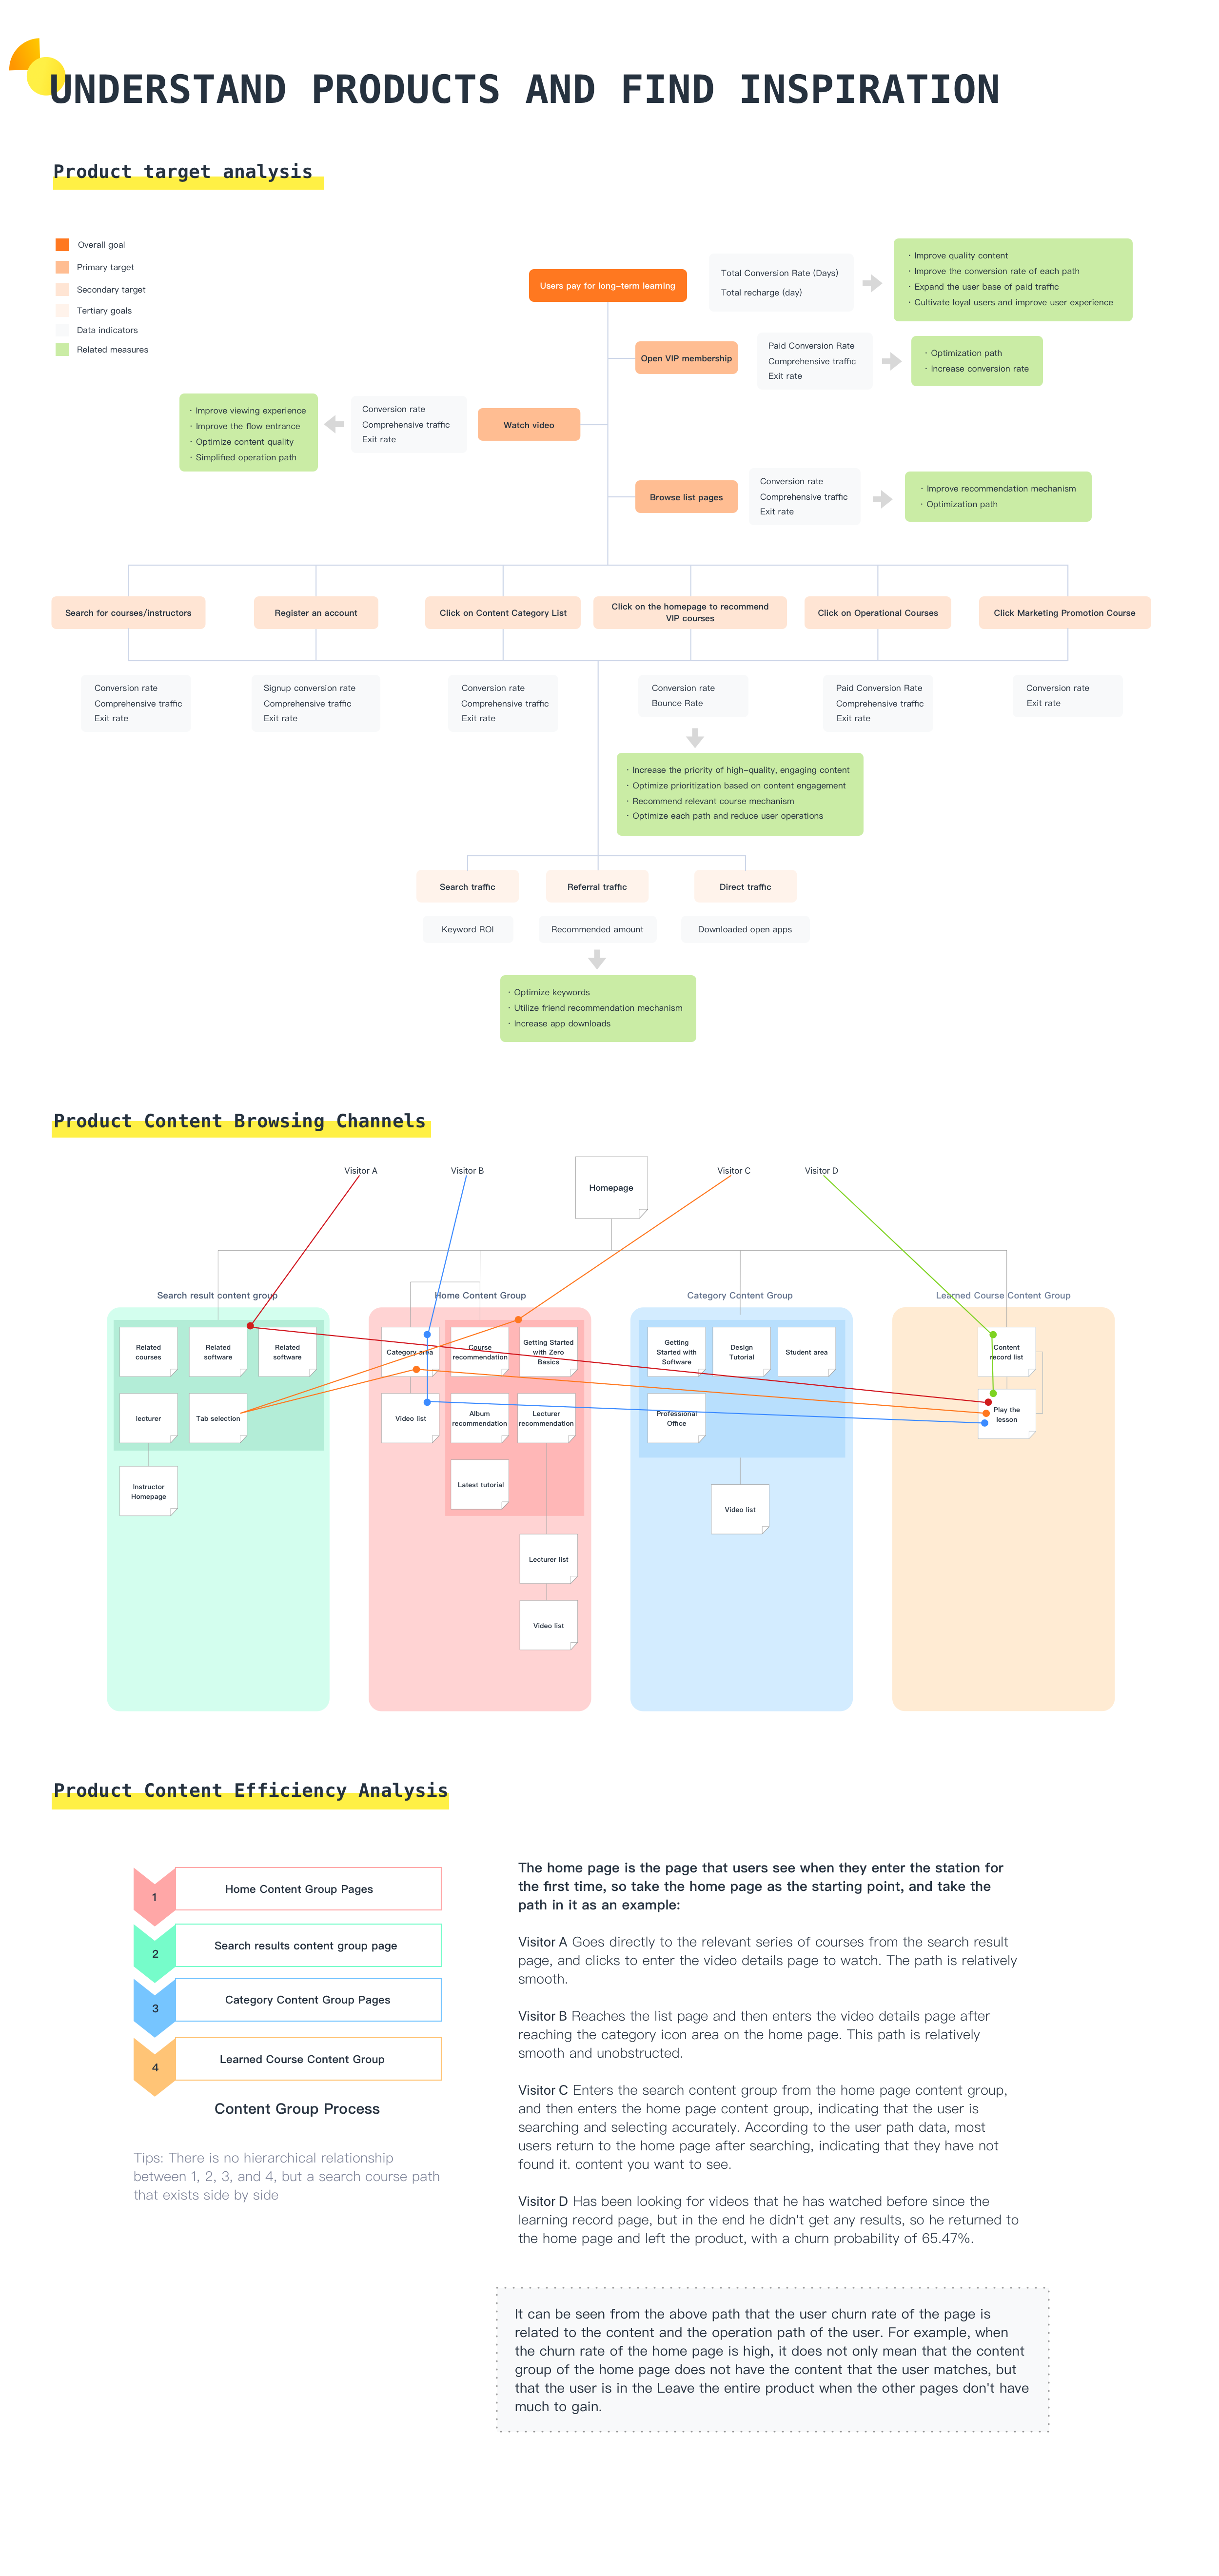 UNDERSTAND PRODUCTS AND FIND INSPIRATION
Product target analysis
Overall goal
Primary target
Secondary target
Tertiary goals
Data indicators
Related measures
Users pay for long-term learning
Total Conversion Rate (Days)
Total recharge (day)
· Improve quality content
· Improve the conversion rate of each path
· Expand the user base of paid traffic
· Cultivate loyal users and improve user experience
Open VIP membership
Paid Conversion Rate
Comprehensive traffic
Exit rate
· Optimization path
· Increase conversion rate
· Improve viewing experience
· Improve the flow entrance
· Optimize content quality
· Simplified operation path
Conversion rate
Comprehensive traffic
Exit rate
Watch video
Browse list pages
Conversion rate
Comprehensive traffic
Exit rate
· Improve recommendation mechanism
· Optimization path
Search for courses/instructors
Register an account
Click on Content Category List
Click on the homepage to recommend
VIP courses
Click on Operational Courses
Click Marketing Promotion Course
Conversion rate
Comprehensive traffic
Exit rate
Signup conversion rate
Comprehensive traffic
Exit rate
Conversion rate
Comprehensive traffic
Exit rate
Conversion rate
Bounce Rate
Paid Conversion Rate
Comprehensive traffic
Exit rate
Conversion rate
Exit rate
· Increase the priority of high-quality, engaging content
· Optimize prioritization based on content engagement
· Recommend relevant course mechanism
· Optimize each path and reduce user operations
Search traffic
Referral traffic
Direct traffic
Keyword ROI
Recommended amount
Downloaded open apps
· Optimize keywords
· Utilize friend recommendation mechanism
· Increase app downloads
Product Content Browsing Channels
Visitor A
Visitor B
Homepage
Visitor C
Visitor D
Search result content group
Home Content Group
Category Content Group
Learned Course Content Group
Related
courses
Related
software
Related
software
lecturer
Tab selection
Instructor
Homepage
Category area
Course
recommendation
Getting Started
with Zero
Basics
Video list
Album
recommendation
Lecturer
recommendation
Latest tutorial
Lecturer list
Video list
Getting
Started with
Software
Design
Tutorial
Student area
Professional
Office
Video list
Content
record list
Play the
lesson
Product Content Efficiency Analysis
1
Home Content Group Pages
2
Search results content group page
3
Category Content Group Pages
4
Learned Course Content Group
Content Group Process
Tips: There is no hierarchical relationship
between 1, 2, 3, and 4, but a search course path
that exists side by side
The home page is the page that users see when they enter the station for
the first time, so take the home page as the starting point, and take the
path in it as an example:
Visitor A Goes directly to the relevant series of courses from the search result
page, and clicks to enter the video details page to watch. The path is relatively
smooth.
Visitor B Reaches the list page and then enters the video details page after
reaching the category icon area on the home page. This path is relatively
smooth and unobstructed.
Visitor C Enters the search content group from the home page content group,
and then enters the home page content group, indicating that the user is
searching and selecting accurately. According to the user path data, most
users return to the home page after searching, indicating that they have not
found it. content you want to see.
Visitor D Has been looking for videos that he has watched before since the
learning record page, but in the end he didn't get any results, so he returned to
the home page and left the product, with a churn probability of 65.47%.
It can be seen from the above path that the user churn rate of the page is
related to the content and the operation path of the user. For example, when
the churn rate of the home page is high, it does not only mean that the content
group of the home page does not have the content that the user matches, but
that the user is in the Leave the entire product when the other pages don't have
much to gain.